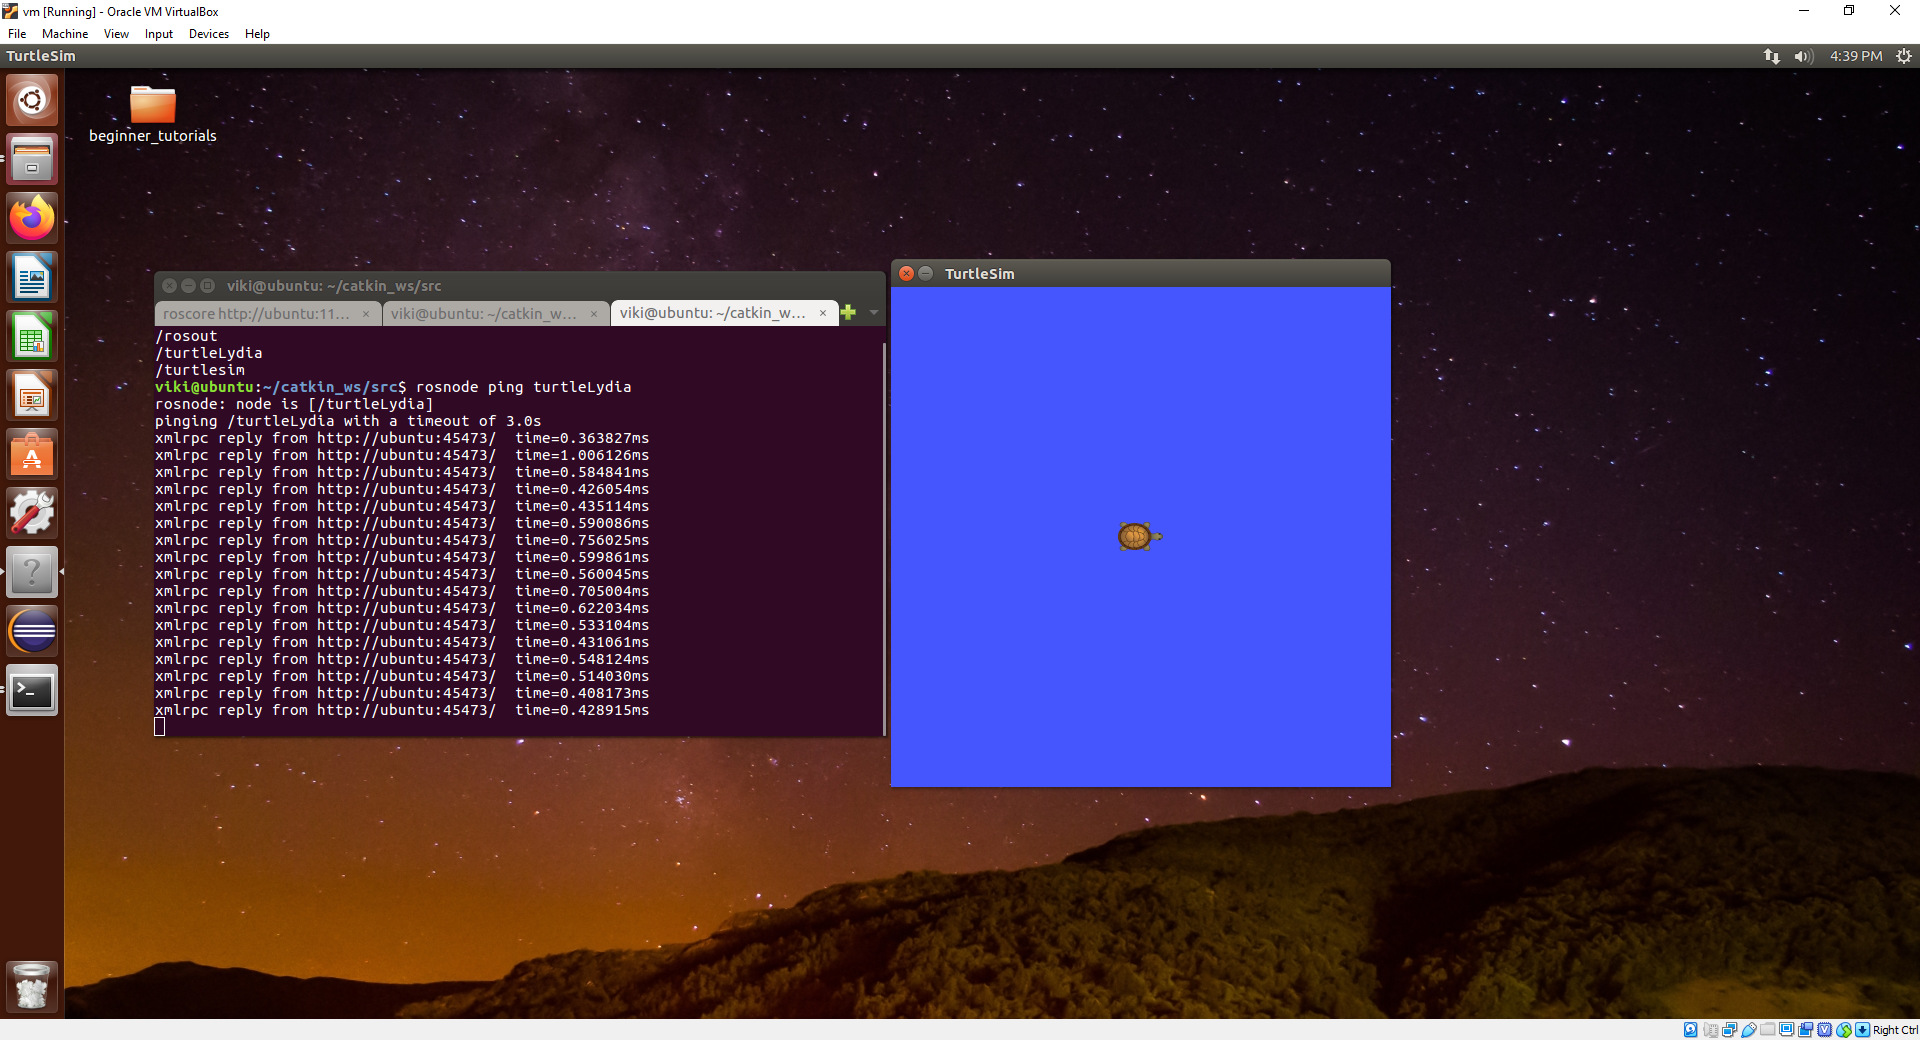 vm [Running] - Oracle VM VirtualBox
File Machine View Input Devices Help
TurtleSim
4:39 PM
beginner_tutorials
viki@ubuntu: ~/catkin_ws/src
roscore http://ubuntu:11... × viki@ubuntu: ~/catkin_w... × viki@ubuntu: ~/catkin_w... ×
/rosout
/turtleLydia
/turtlesim
viki@ubuntu:~/catkin_ws/src$ rosnode ping turtleLydia
rosnode: node is [/turtleLydia]
pinging /turtleLydia with a timeout of 3.0s
xmlrpc reply from http://ubuntu:45473/  time=0.363827ms
xmlrpc reply from http://ubuntu:45473/  time=1.006126ms
xmlrpc reply from http://ubuntu:45473/  time=0.584841ms
xmlrpc reply from http://ubuntu:45473/  time=0.426054ms
xmlrpc reply from http://ubuntu:45473/  time=0.435114ms
xmlrpc reply from http://ubuntu:45473/  time=0.590086ms
xmlrpc reply from http://ubuntu:45473/  time=0.756025ms
xmlrpc reply from http://ubuntu:45473/  time=0.599861ms
xmlrpc reply from http://ubuntu:45473/  time=0.560045ms
xmlrpc reply from http://ubuntu:45473/  time=0.705004ms
xmlrpc reply from http://ubuntu:45473/  time=0.622034ms
xmlrpc reply from http://ubuntu:45473/  time=0.533104ms
xmlrpc reply from http://ubuntu:45473/  time=0.431061ms
xmlrpc reply from http://ubuntu:45473/  time=0.548124ms
xmlrpc reply from http://ubuntu:45473/  time=0.514030ms
xmlrpc reply from http://ubuntu:45473/  time=0.408173ms
xmlrpc reply from http://ubuntu:45473/  time=0.428915ms
TurtleSim
Right Ctrl